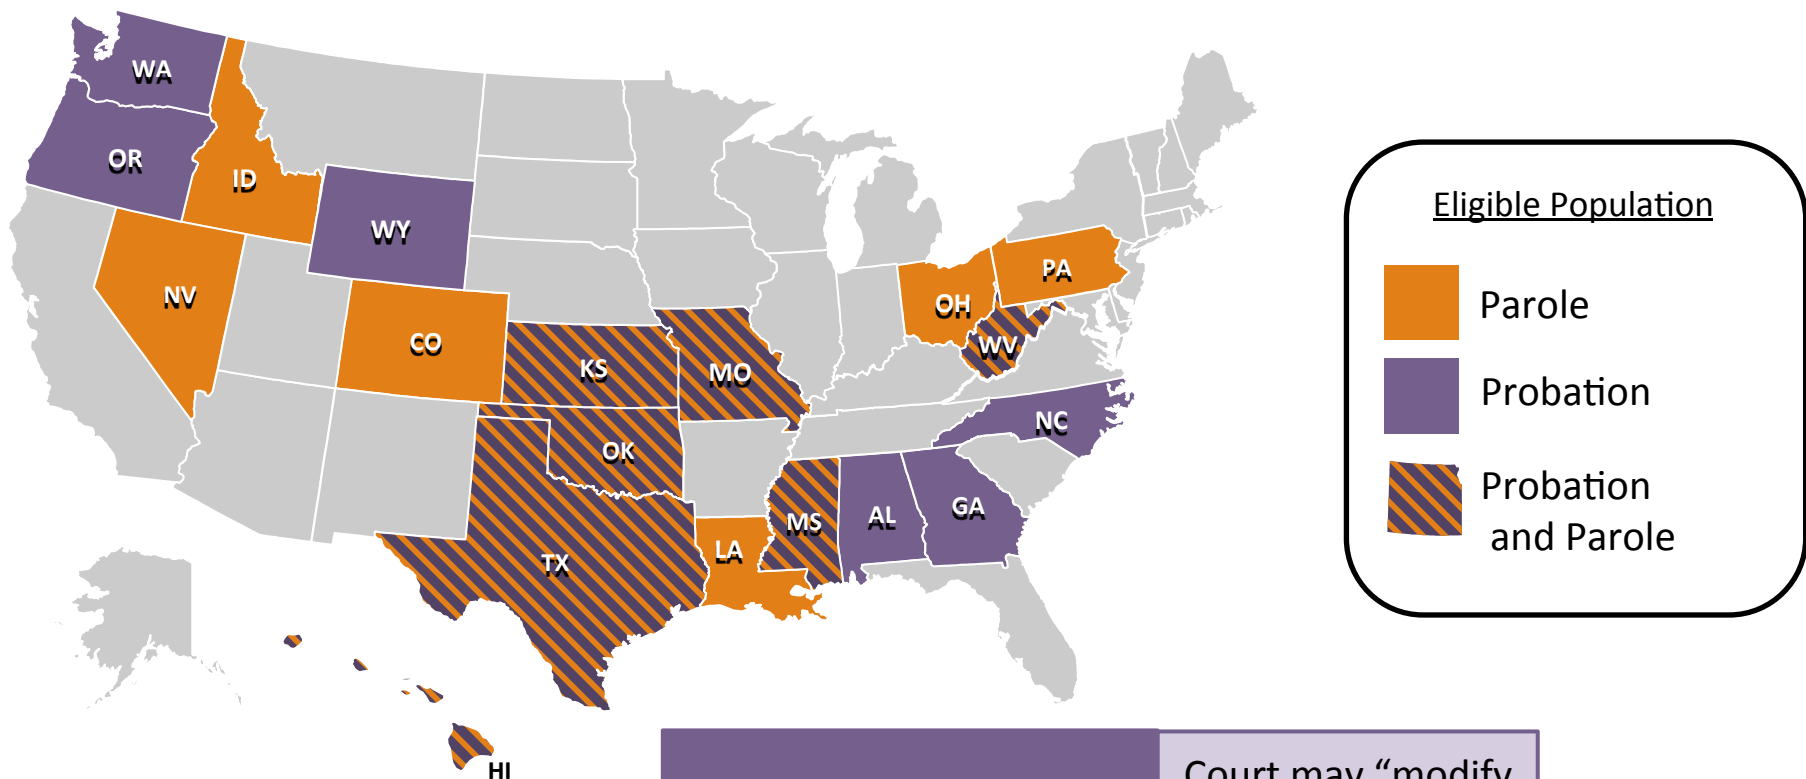 WA
OR
ID
WY
NV
CO
KS
MO
OK
TX
LA
MS
AL
GA
NC
WV
OH
PA
HI
Eligible Population
Parole
Probation
Probation
and Parole
Court may “modify